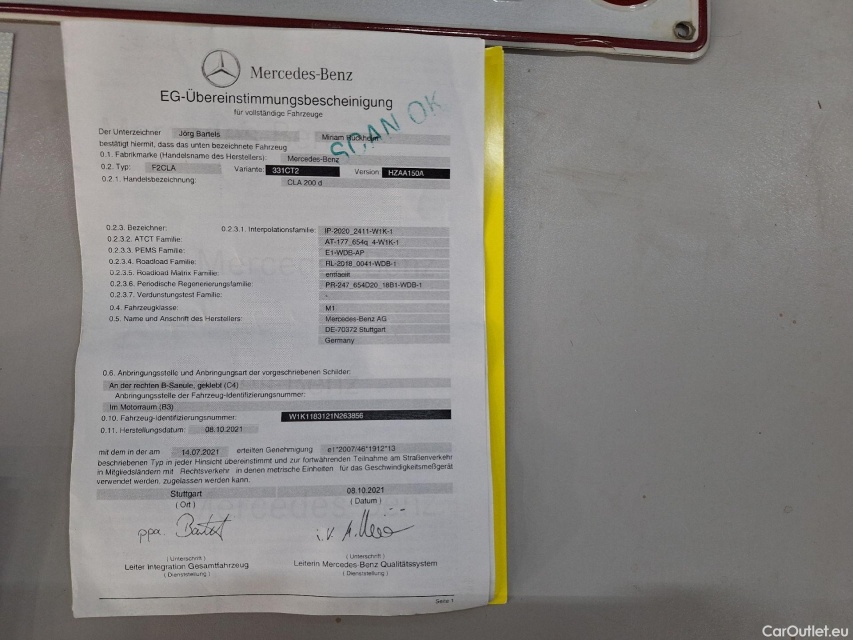 Mercedes-Benz
EG-Übereinstimmungsbescheinigung
für vollständige Fahrzeuge
SCAN OK
Der Unterzeichner Jörg Bartels Miriam Ruckheim
bestätigt hiermit, dass das unten bezeichnete Fahrzeug
0.1. Fabrikmarke (Handelsname des Herstellers): Mercedes-Benz
0.2. Typ: F2CLA Variante: 331CT2 Version: HZAA150A
0.2.1. Handelsbezeichnung: CLA 200 d
0.2.3. Bezeichner: 0.2.3.1. Interpolationsfamilie: IP-2020_2411-W1K-1
0.2.3.2. ATCT Familie: AT-177_654q_4-W1K-1
0.2.3.3. PEMS Familie: E1-WDB-AP
0.2.3.4. Roadload Familie: RL-2018_0041-WDB-1
0.2.3.5. Roadload Matrix Familie: entfaellt
0.2.3.6. Periodische Regenerierungsfamilie: PR-247_654D20_18B1-WDB-1
0.2.3.7. Verdunstungstest Familie: -
0.4. Fahrzeugklasse: M1
0.5. Name und Anschrift des Herstellers: Mercedes-Benz AG
DE-70372 Stuttgart
Germany
0.6. Anbringungsstelle und Anbringungsart der vorgeschriebenen Schilder:
An der rechten B-Saeule, geklebt (C4)
Anbringungsstelle der Fahrzeug-Identifizierungsnummer:
Im Motorraum (B3)
0.10. Fahrzeug-Identifizierungsnummer: W1K1183121N263856
0.11. Herstellungsdatum: 08.10.2021
mit dem in der am 14.07.2021 erteilten Genehmigung e1*2007/46*1912*13
beschriebenen Typ in jeder Hinsicht übereinstimmt und zur fortwährenden Teilnahme am Straßenverkehr
in Mitgliedsländern mit Rechtsverkehr in denen metrische Einheiten für das Geschwindigkeitsmeßgerät
verwendet werden, zugelassen werden kann.
Stuttgart 08.10.2021
( Ort ) ( Datum )
ppa. i.V.
( Unterschrift ) ( Unterschrift )
Leiter Integration Gesamtfahrzeug Leiterin Mercedes-Benz Qualitätssystem
( Dienststellung ) ( Dienststellung )
Seite 1
CarOutlet.eu